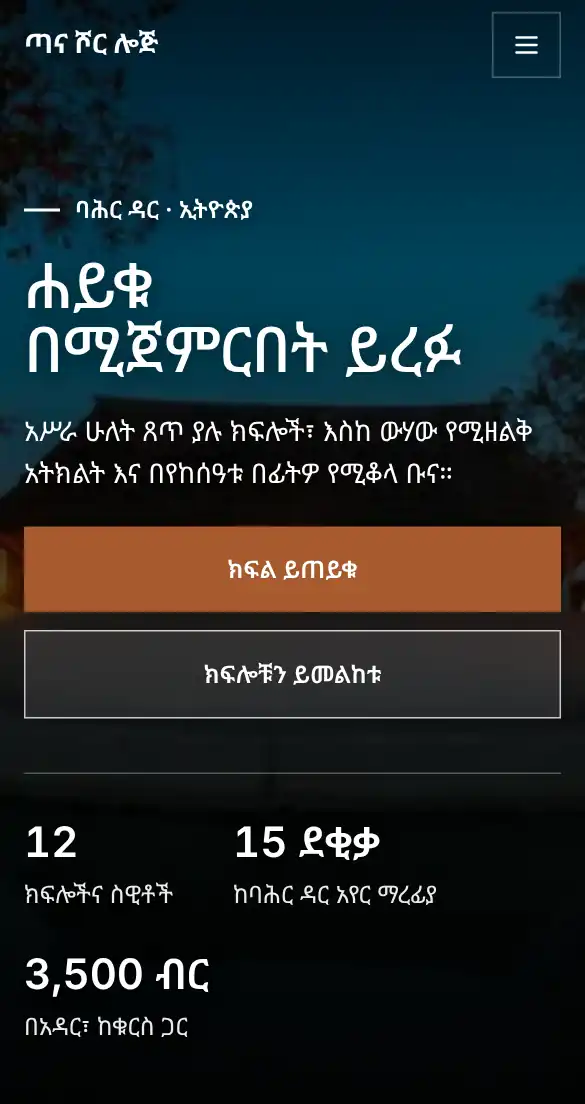 ጣና ሾር ሎጅ
ባሕር ዳር · ኢትዮጵያ
ሐይቁ
በሚጀምርበት ይረፉ
አሥራ ሁለት ጸጥ ያሉ ክፍሎች፣ እስከ ውሃው የሚዘልቅ
አትክልት እና በየከሰዓቱ በፊትዎ የሚቆላ ቡና።
ክፍል ይጠይቁ
ክፍሎቹን ይመልከቱ
12
ክፍሎችና ስዊቶች
15 ደቂቃ
ከባሕር ዳር አየር ማረፊያ
3,500 ብር
በአዳር፣ ከቁርስ ጋር